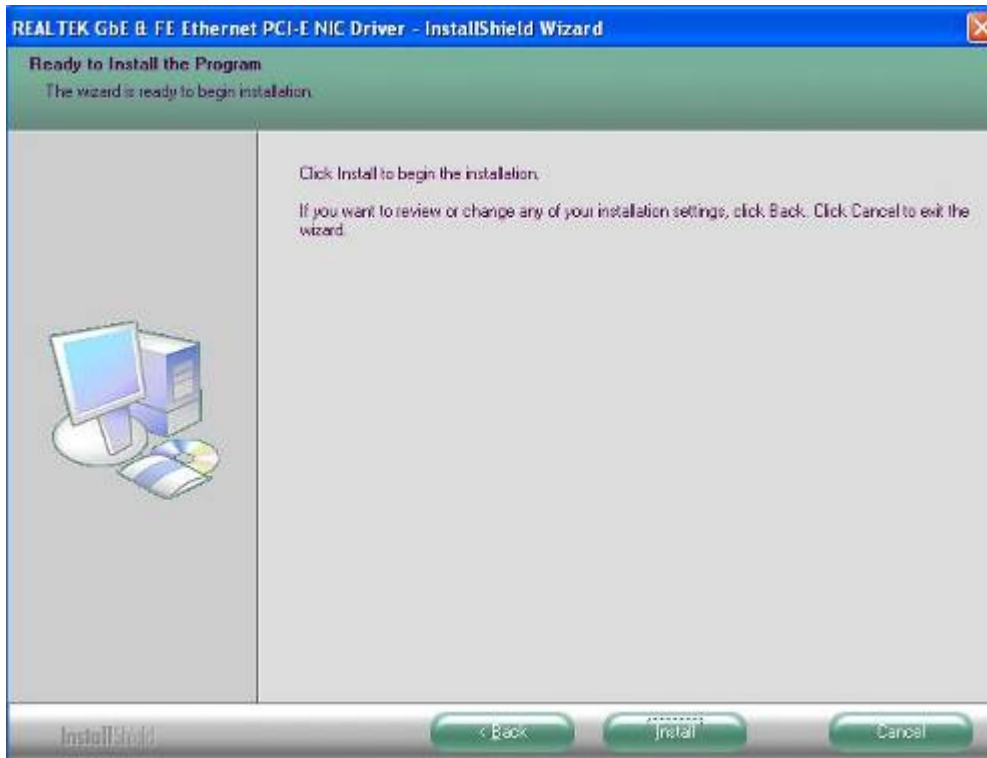 REALTEK GbE & FE Ethernet PCI-E NIC Driver - InstallShield Wizard
Ready to Install the Program
The wizard is ready to begin installation.
Click Install to begin the installation.
If you want to review or change any of your installation settings, click Back. Click Cancel to exit the
wizard.
InstallShield
< Back
Install
Cancel